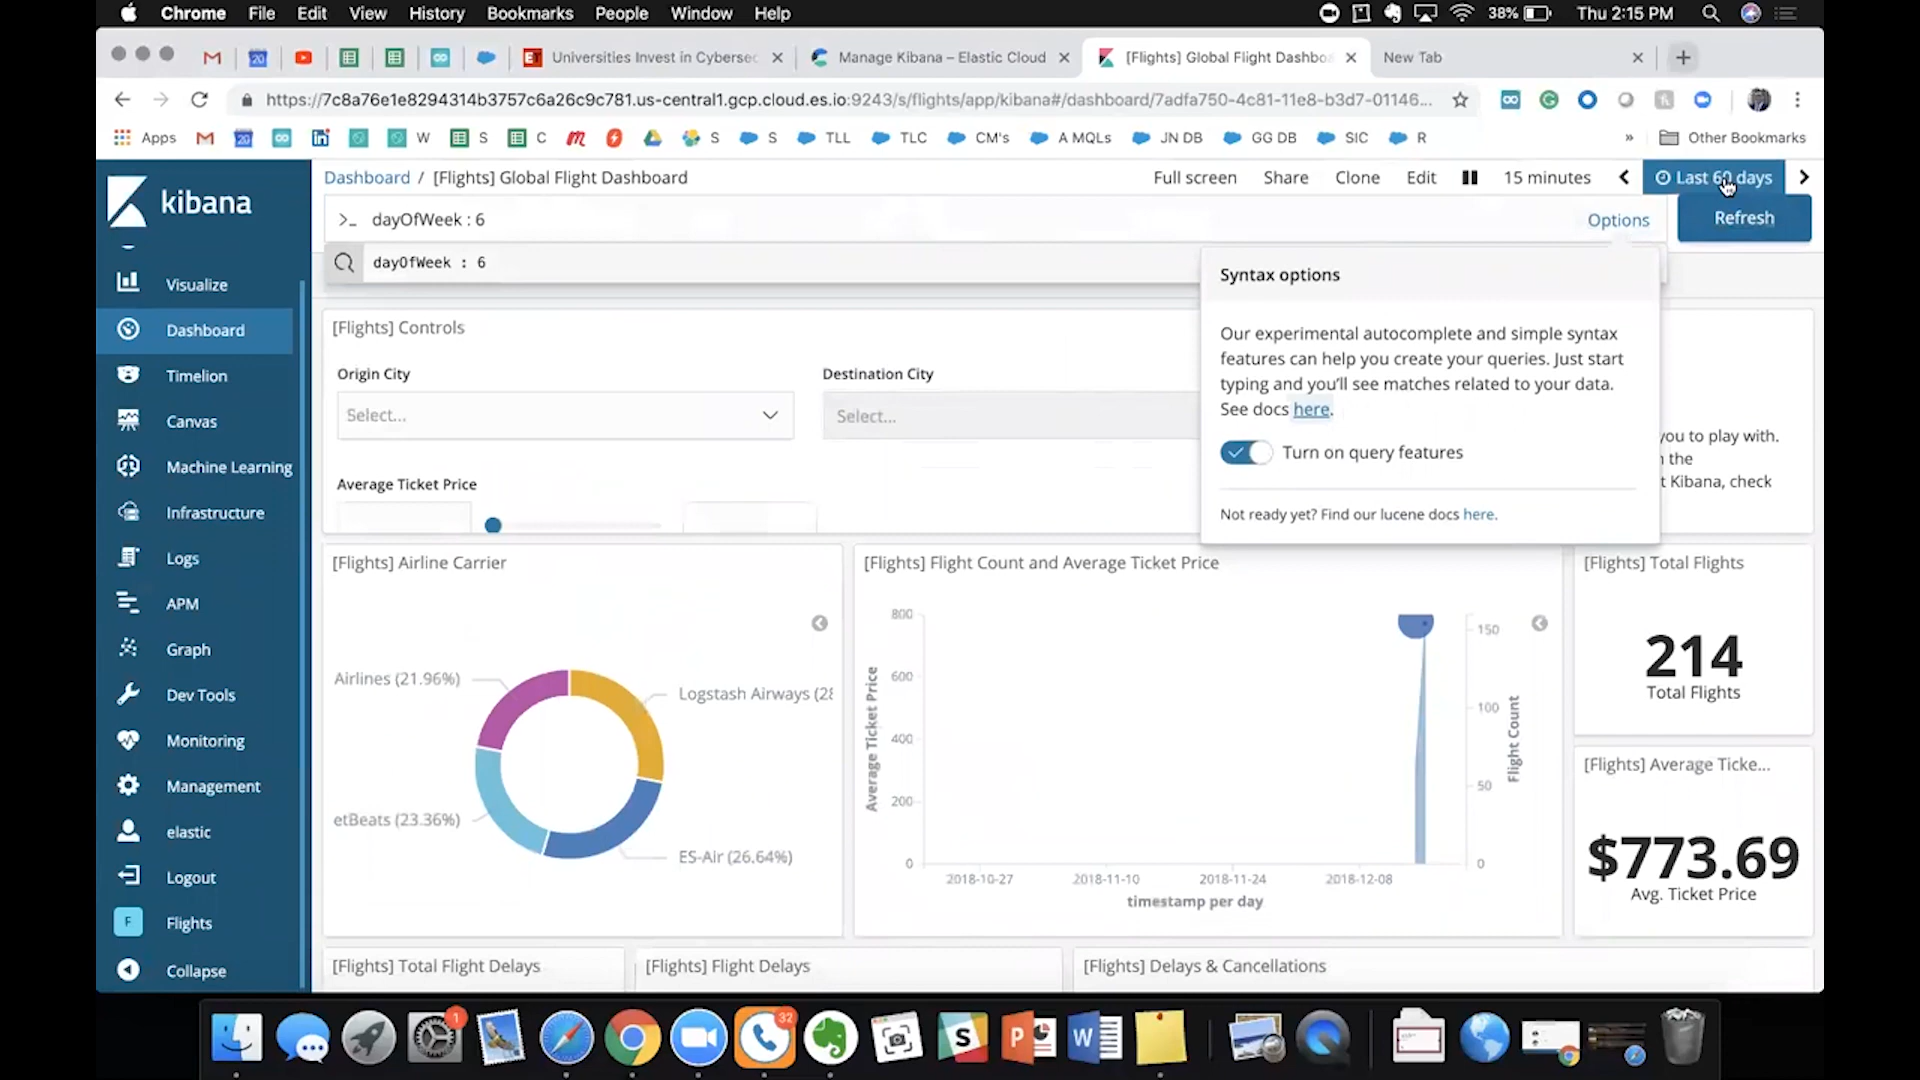 Chrome File Edit View History Bookmarks People Window Help 38% Thu 2:15 PM
20 ET Universities Invest in Cybersec Manage Kibana – Elastic Cloud [Flights] Global Flight Dashboa New Tab
https://7c8a76e1e8294314b3757c6a26c9c781.us-central1.gcp.cloud.es.io:9243/s/flights/app/kibana#/dashboard/7adfa750-4c81-11e8-b3d7-01146...
Apps 20 W S C S S TLL TLC CM's A MQLs JN DB GG DB SIC R » Other Bookmarks
kibana
Dashboard / [Flights] Global Flight Dashboard
Full screen Share Clone Edit 15 minutes Last 60 days
>_ dayOfWeek : 6 Options Refresh
dayOfWeek : 6
Visualize
Dashboard
Timelion
Canvas
Machine Learning
Infrastructure
Logs
APM
Graph
Dev Tools
Monitoring
Management
elastic
Logout
F Flights
Collapse
Syntax options
Our experimental autocomplete and simple syntax
features can help you create your queries. Just start
typing and you'll see matches related to your data.
See docs here.
Turn on query features
Not ready yet? Find our lucene docs here.
you to play with.
the
t Kibana, check
[Flights] Controls
Origin City
Select...
Destination City
Select...
Average Ticket Price
[Flights] Airline Carrier
Airlines (21.96%)
Logstash Airways (28
etBeats (23.36%)
ES-Air (26.64%)
[Flights] Flight Count and Average Ticket Price
800
600
400
200
0
Average Ticket Price
150
100
50
0
Flight Count
2018-10-27 2018-11-10 2018-11-24 2018-12-08
timestamp per day
[Flights] Total Flights
214
Total Flights
[Flights] Average Ticke...
$773.69
Avg. Ticket Price
[Flights] Total Flight Delays
[Flights] Flight Delays
[Flights] Delays & Cancellations
1
32
S
P
W